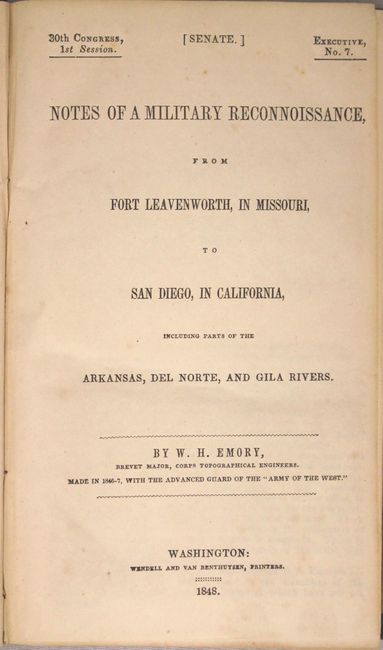 30th Congress,
1st Session.
[SENATE.]
Executive,
No. 7.
NOTES OF A MILITARY RECONNOISSANCE,
FROM
FORT LEAVENWORTH, IN MISSOURI,
TO
SAN DIEGO, IN CALIFORNIA,
INCLUDING PARTS OF THE
ARKANSAS, DEL NORTE, AND GILA RIVERS.
BY W. H. EMORY,
BREVET MAJOR, CORPS TOPOGRAPHICAL ENGINEERS.
MADE IN 1846-7, WITH THE ADVANCED GUARD OF THE "ARMY OF THE WEST."
WASHINGTON:
WENDELL AND VAN BENTHUYSEN, PRINTERS.
1848.